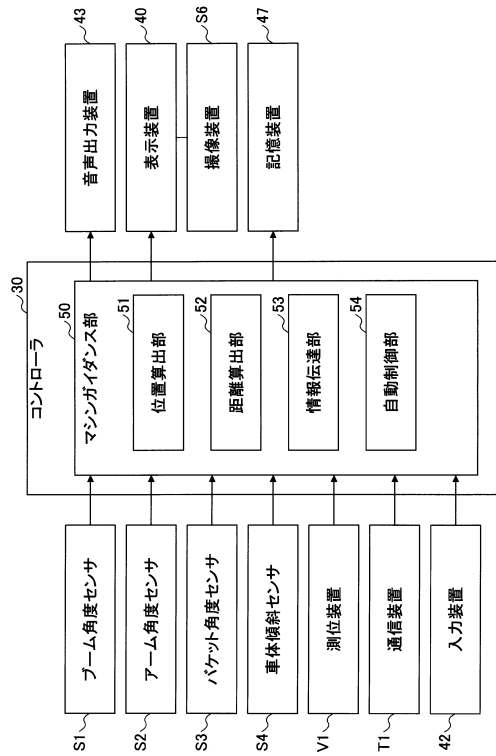 コントローラ
30
マシンガイダンス部
50
位置算出部
51
距離算出部
52
情報伝達部
53
自動制御部
54
ブーム角度センサ
S1
アーム角度センサ
S2
バケット角度センサ
S3
車体傾斜センサ
S4
測位装置
V1
通信装置
T1
入力装置
42
音声出力装置
43
表示装置
40
撮像装置
S6
記憶装置
47